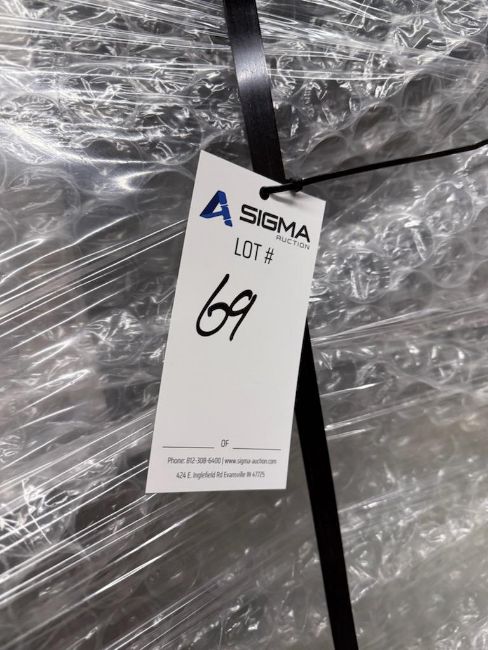 SIGMA
AUCTION
LOT #
69
OF
Phone: 812-308-6400 | www.sigma-auction.com
424 E. Inglefield Rd Evansville IN 47725